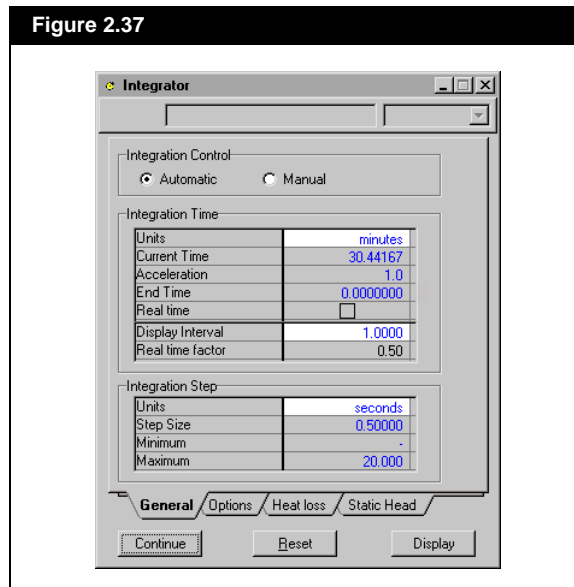 Figure 2.37
Integrator
Integration Control
Automatic Manual
Integration Time
Units minutes
Current Time 30.44167
Acceleration 1.0
End Time 0.0000000
Real time
Display Interval 1.0000
Real time factor 0.50
Integration Step
Units seconds
Step Size 0.50000
Minimum -
Maximum 20.000
General Options Heat loss Static Head
Continue Reset Display